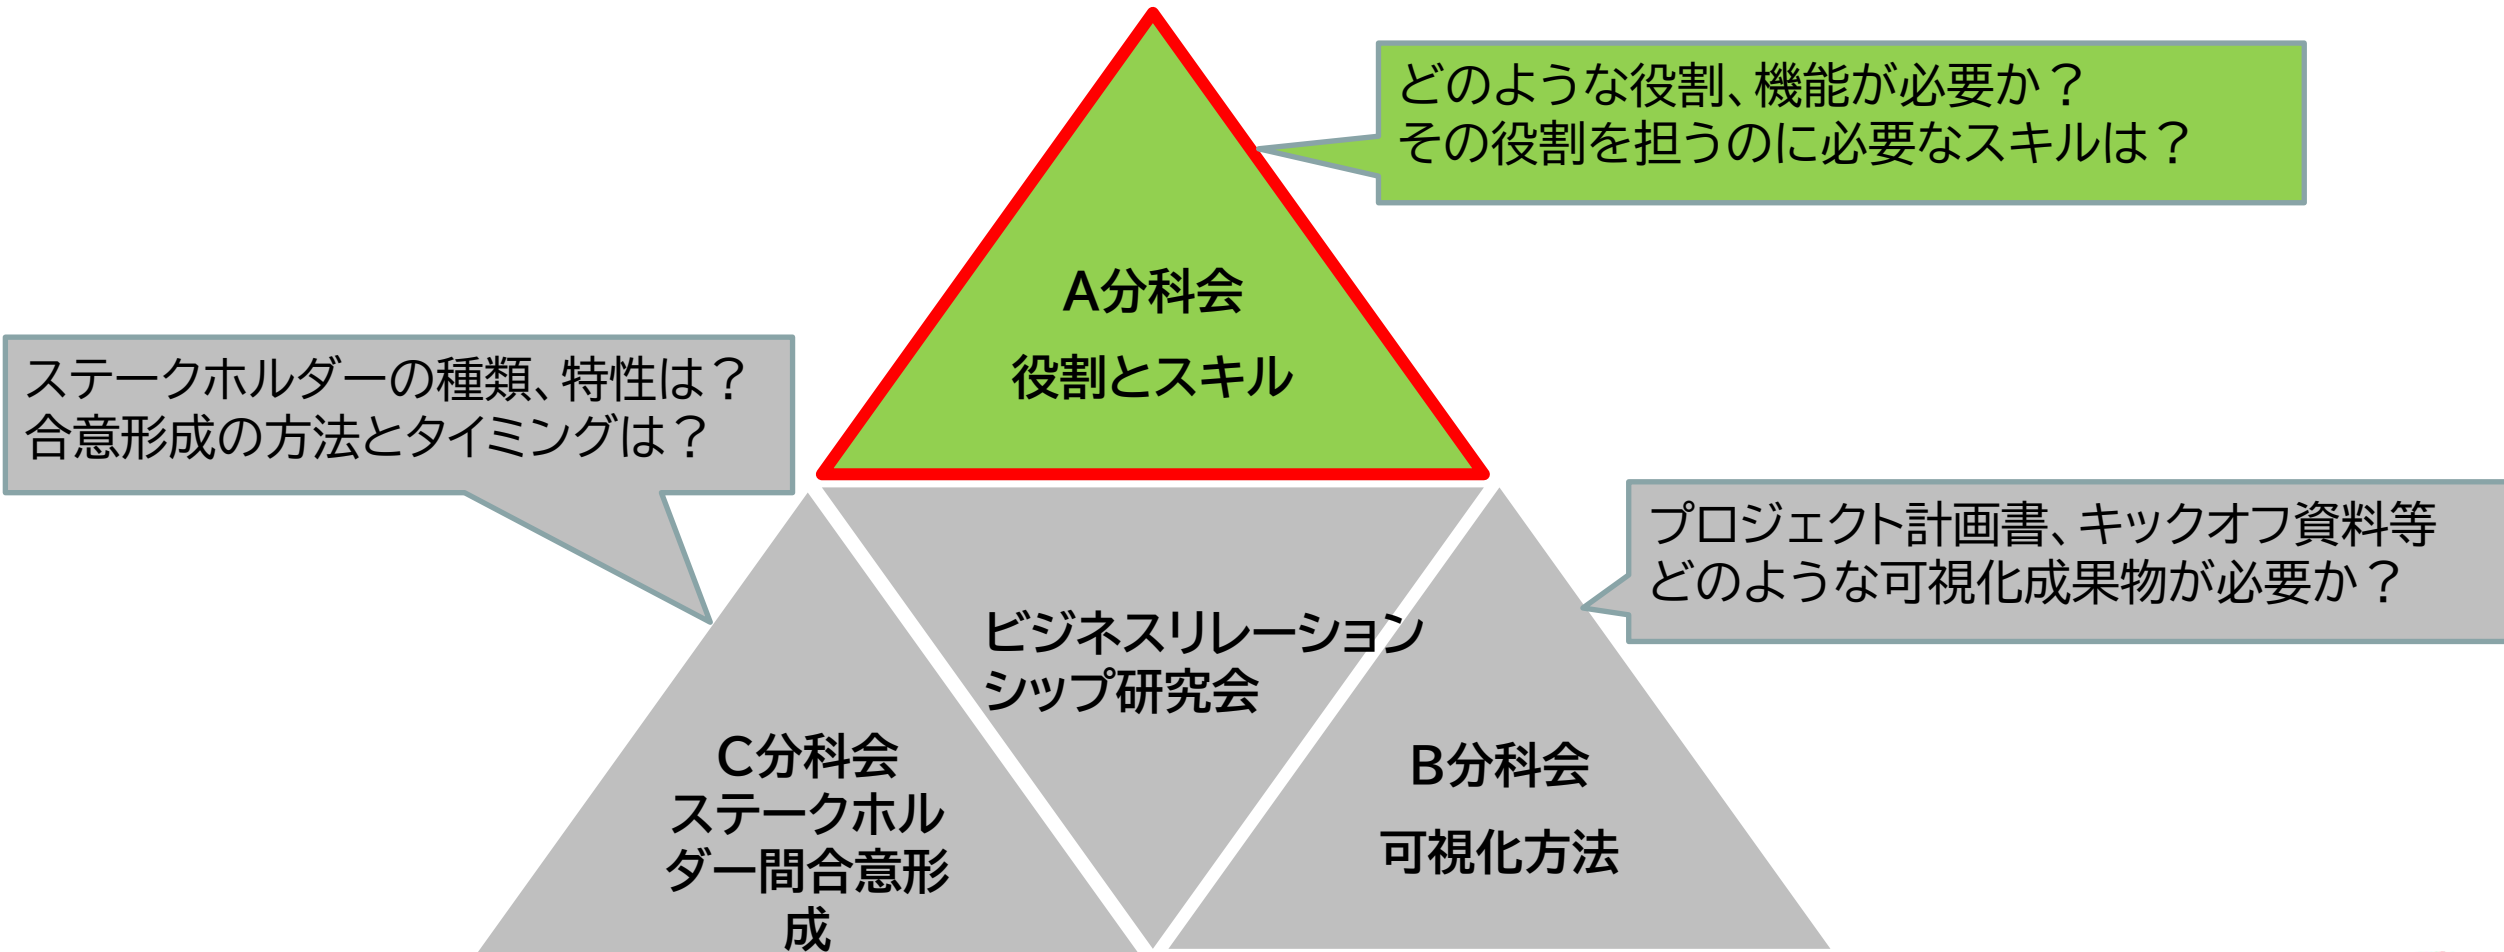 どのような役割、機能が必要か？
その役割を担うのに必要なスキルは？
A分科会
役割とスキル
ステークホルダーの種類、特性は？
合意形成の方法とタイミングは？
プロジェクト計画書、キックオフ資料等
どのような可視化成果物が必要か？
ビジネスリレーション
シップ研究会
C分科会
ステークホル
ダー間合意形
成
B分科会
可視化方法